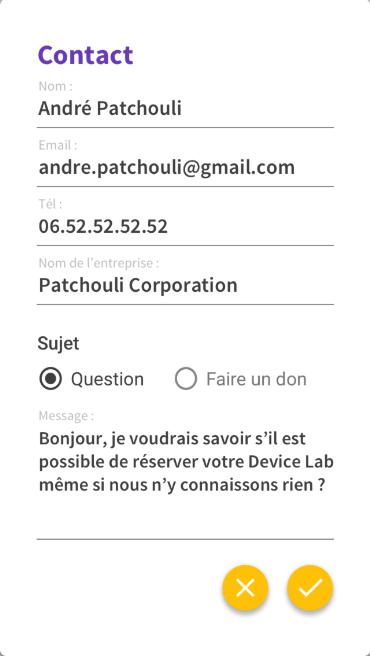 Contact
Nom :
André Patchouli
Email :
andre.patchouli@gmail.com
Tél :
06.52.52.52.52
Nom de l'entreprise :
Patchouli Corporation
Sujet
Question Faire un don
Message :
Bonjour, je voudrais savoir s'il est
possible de réserver votre Device Lab
même si nous n'y connaissons rien ?